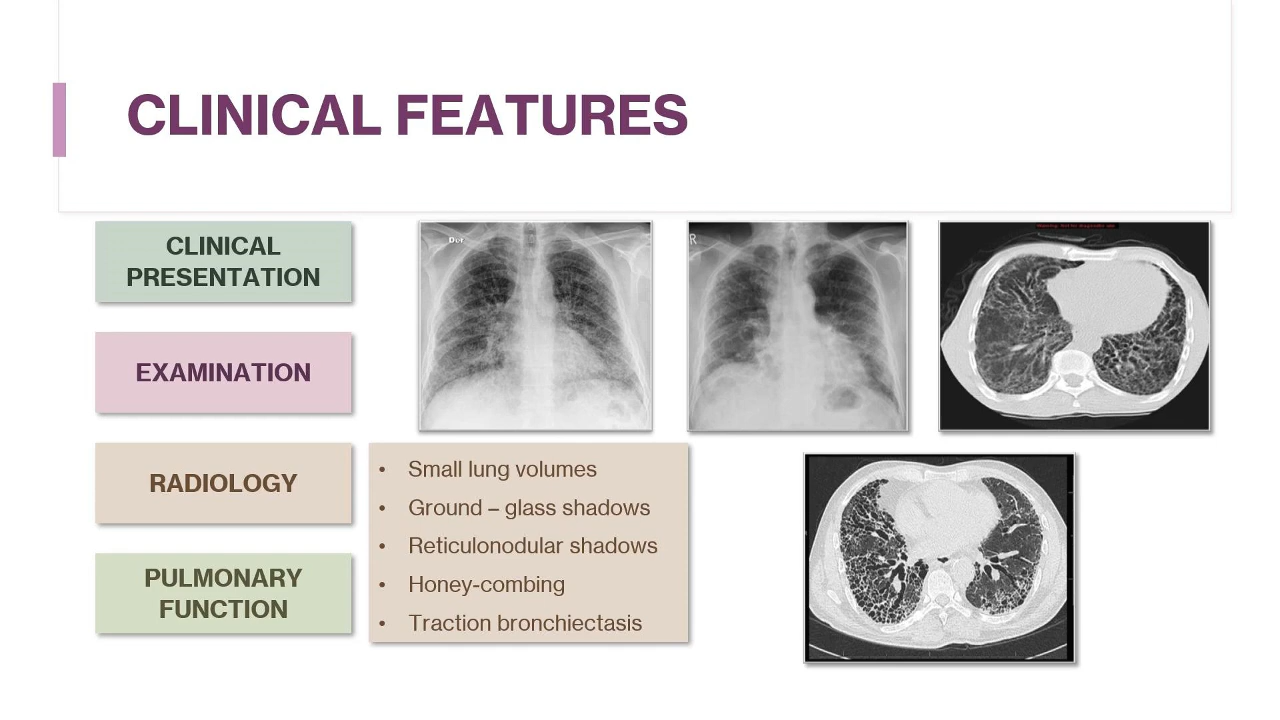 CLINICAL FEATURES
CLINICAL
PRESENTATION
EXAMINATION
RADIOLOGY
PULMONARY
FUNCTION
• Small lung volumes
• Ground – glass shadows
• Reticulonodular shadows
• Honey-combing
• Traction bronchiectasis
R